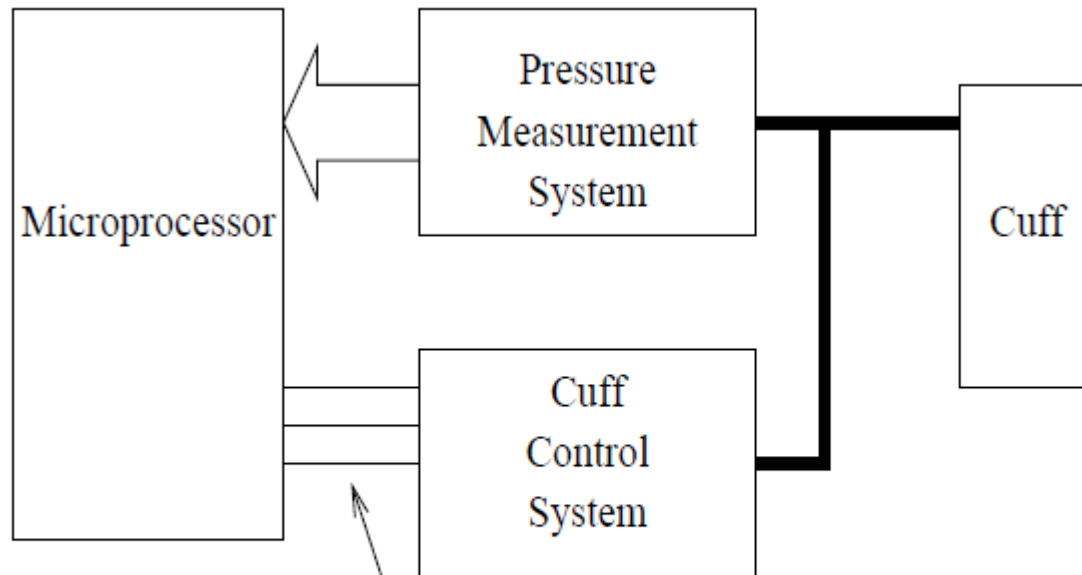 Pressure
Measurement
System
Microprocessor
Cuff
Cuff
Control
System